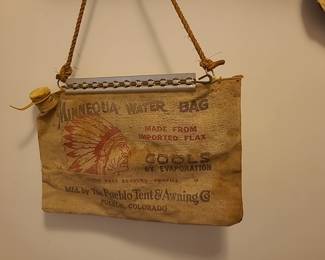 MINNEQUA WATER BAG
MADE FROM
IMPORTED FLAX
COOLS
BY EVAPORATION
Mfd. by The Pueblo Tent & Awning Co
PUEBLO, COLORADO